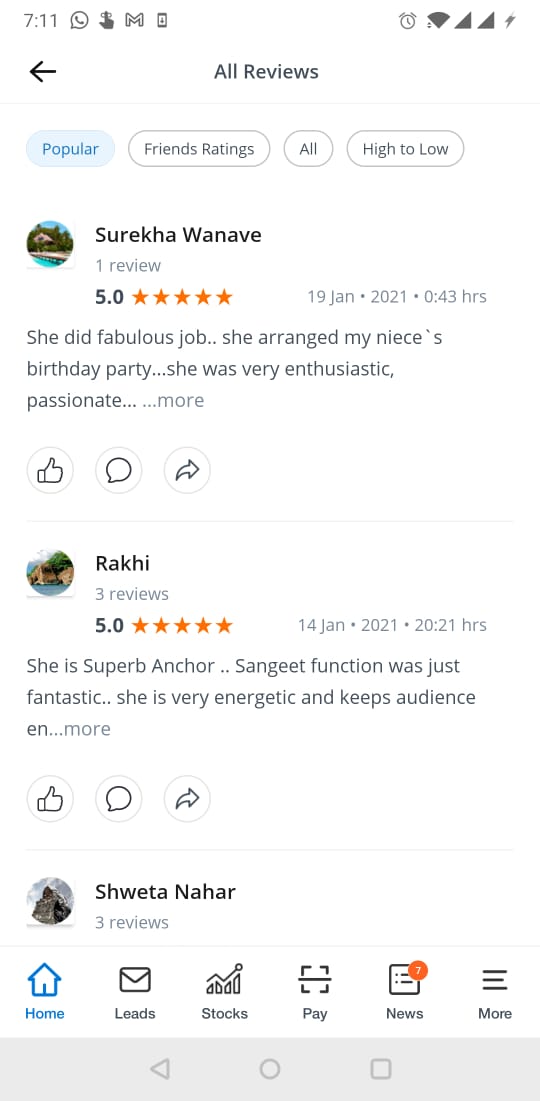 7:11
All Reviews
Popular Friends Ratings All High to Low
Surekha Wanave
1 review
5.0 19 Jan • 2021 • 0:43 hrs
She did fabulous job.. she arranged my niece`s
birthday party...she was very enthusiastic,
passionate... ...more
Rakhi
3 reviews
5.0 14 Jan • 2021 • 20:21 hrs
She is Superb Anchor .. Sangeet function was just
fantastic.. she is very energetic and keeps audience
en...more
Shweta Nahar
3 reviews
7
Home Leads Stocks Pay News More